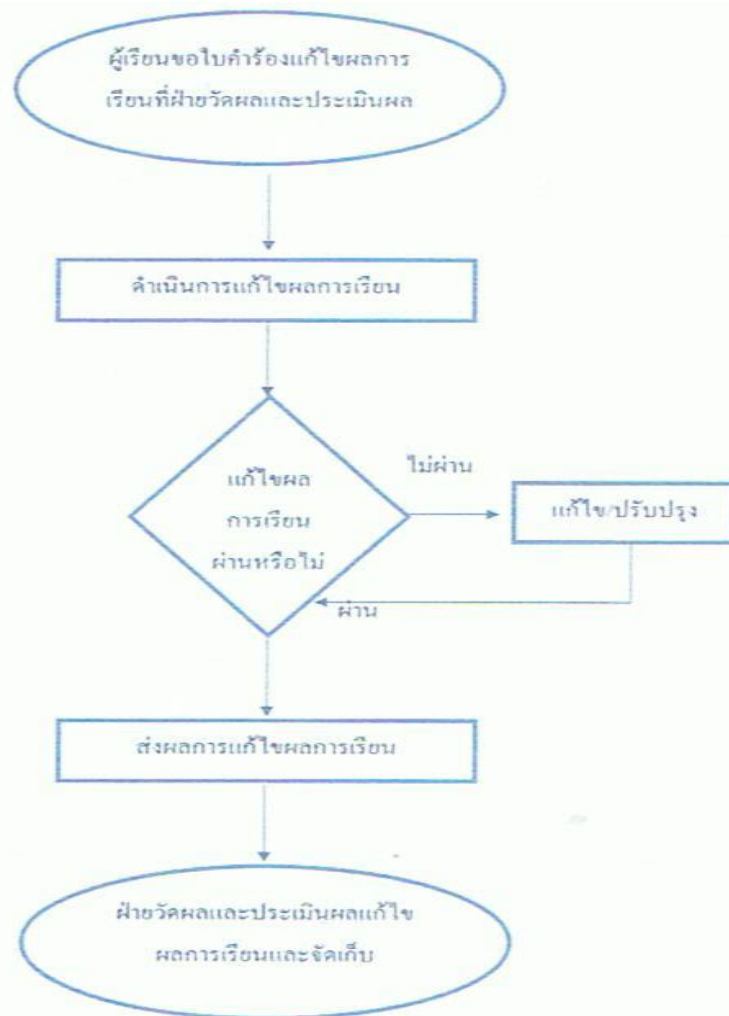 ผู้เรียนขอใบคำร้องแก้ไขผลการ
เรียนที่ฝ่ายวัดผลและประเมินผล
ดำเนินการแก้ไขผลการเรียน
แก้ไขผล
การเรียน
ผ่านหรือไม่
ไม่ผ่าน
แก้ไข/ปรับปรุง
ผ่าน
ส่งผลการแก้ไขผลการเรียน
ฝ่ายวัดผลและประเมินผลแก้ไข
ผลการเรียนและจัดเก็บ